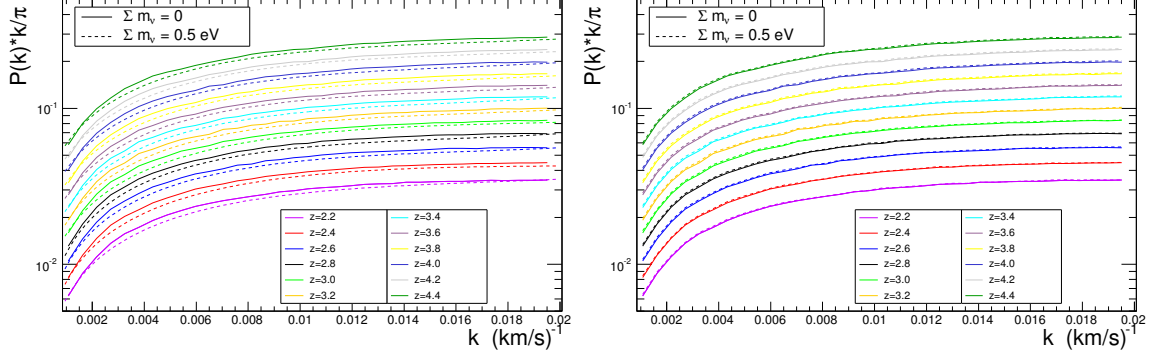 Σ mᵥ = 0
Σ mᵥ = 0.5 eV
P(k)*k/π
10⁻¹
10⁻²
z=2.2 z=3.4
z=2.4 z=3.6
z=2.6 z=3.8
z=2.8 z=4.0
z=3.0 z=4.2
z=3.2 z=4.4
0.002 0.004 0.006 0.008 0.01 0.012 0.014 0.016 0.018 0.02
k (km/s)⁻¹
Σ mᵥ = 0
Σ mᵥ = 0.5 eV
P(k)*k/π
10⁻¹
10⁻²
z=2.2 z=3.4
z=2.4 z=3.6
z=2.6 z=3.8
z=2.8 z=4.0
z=3.0 z=4.2
z=3.2 z=4.4
0.002 0.004 0.006 0.008 0.01 0.012 0.014 0.016 0.018 0.02
k (km/s)⁻¹